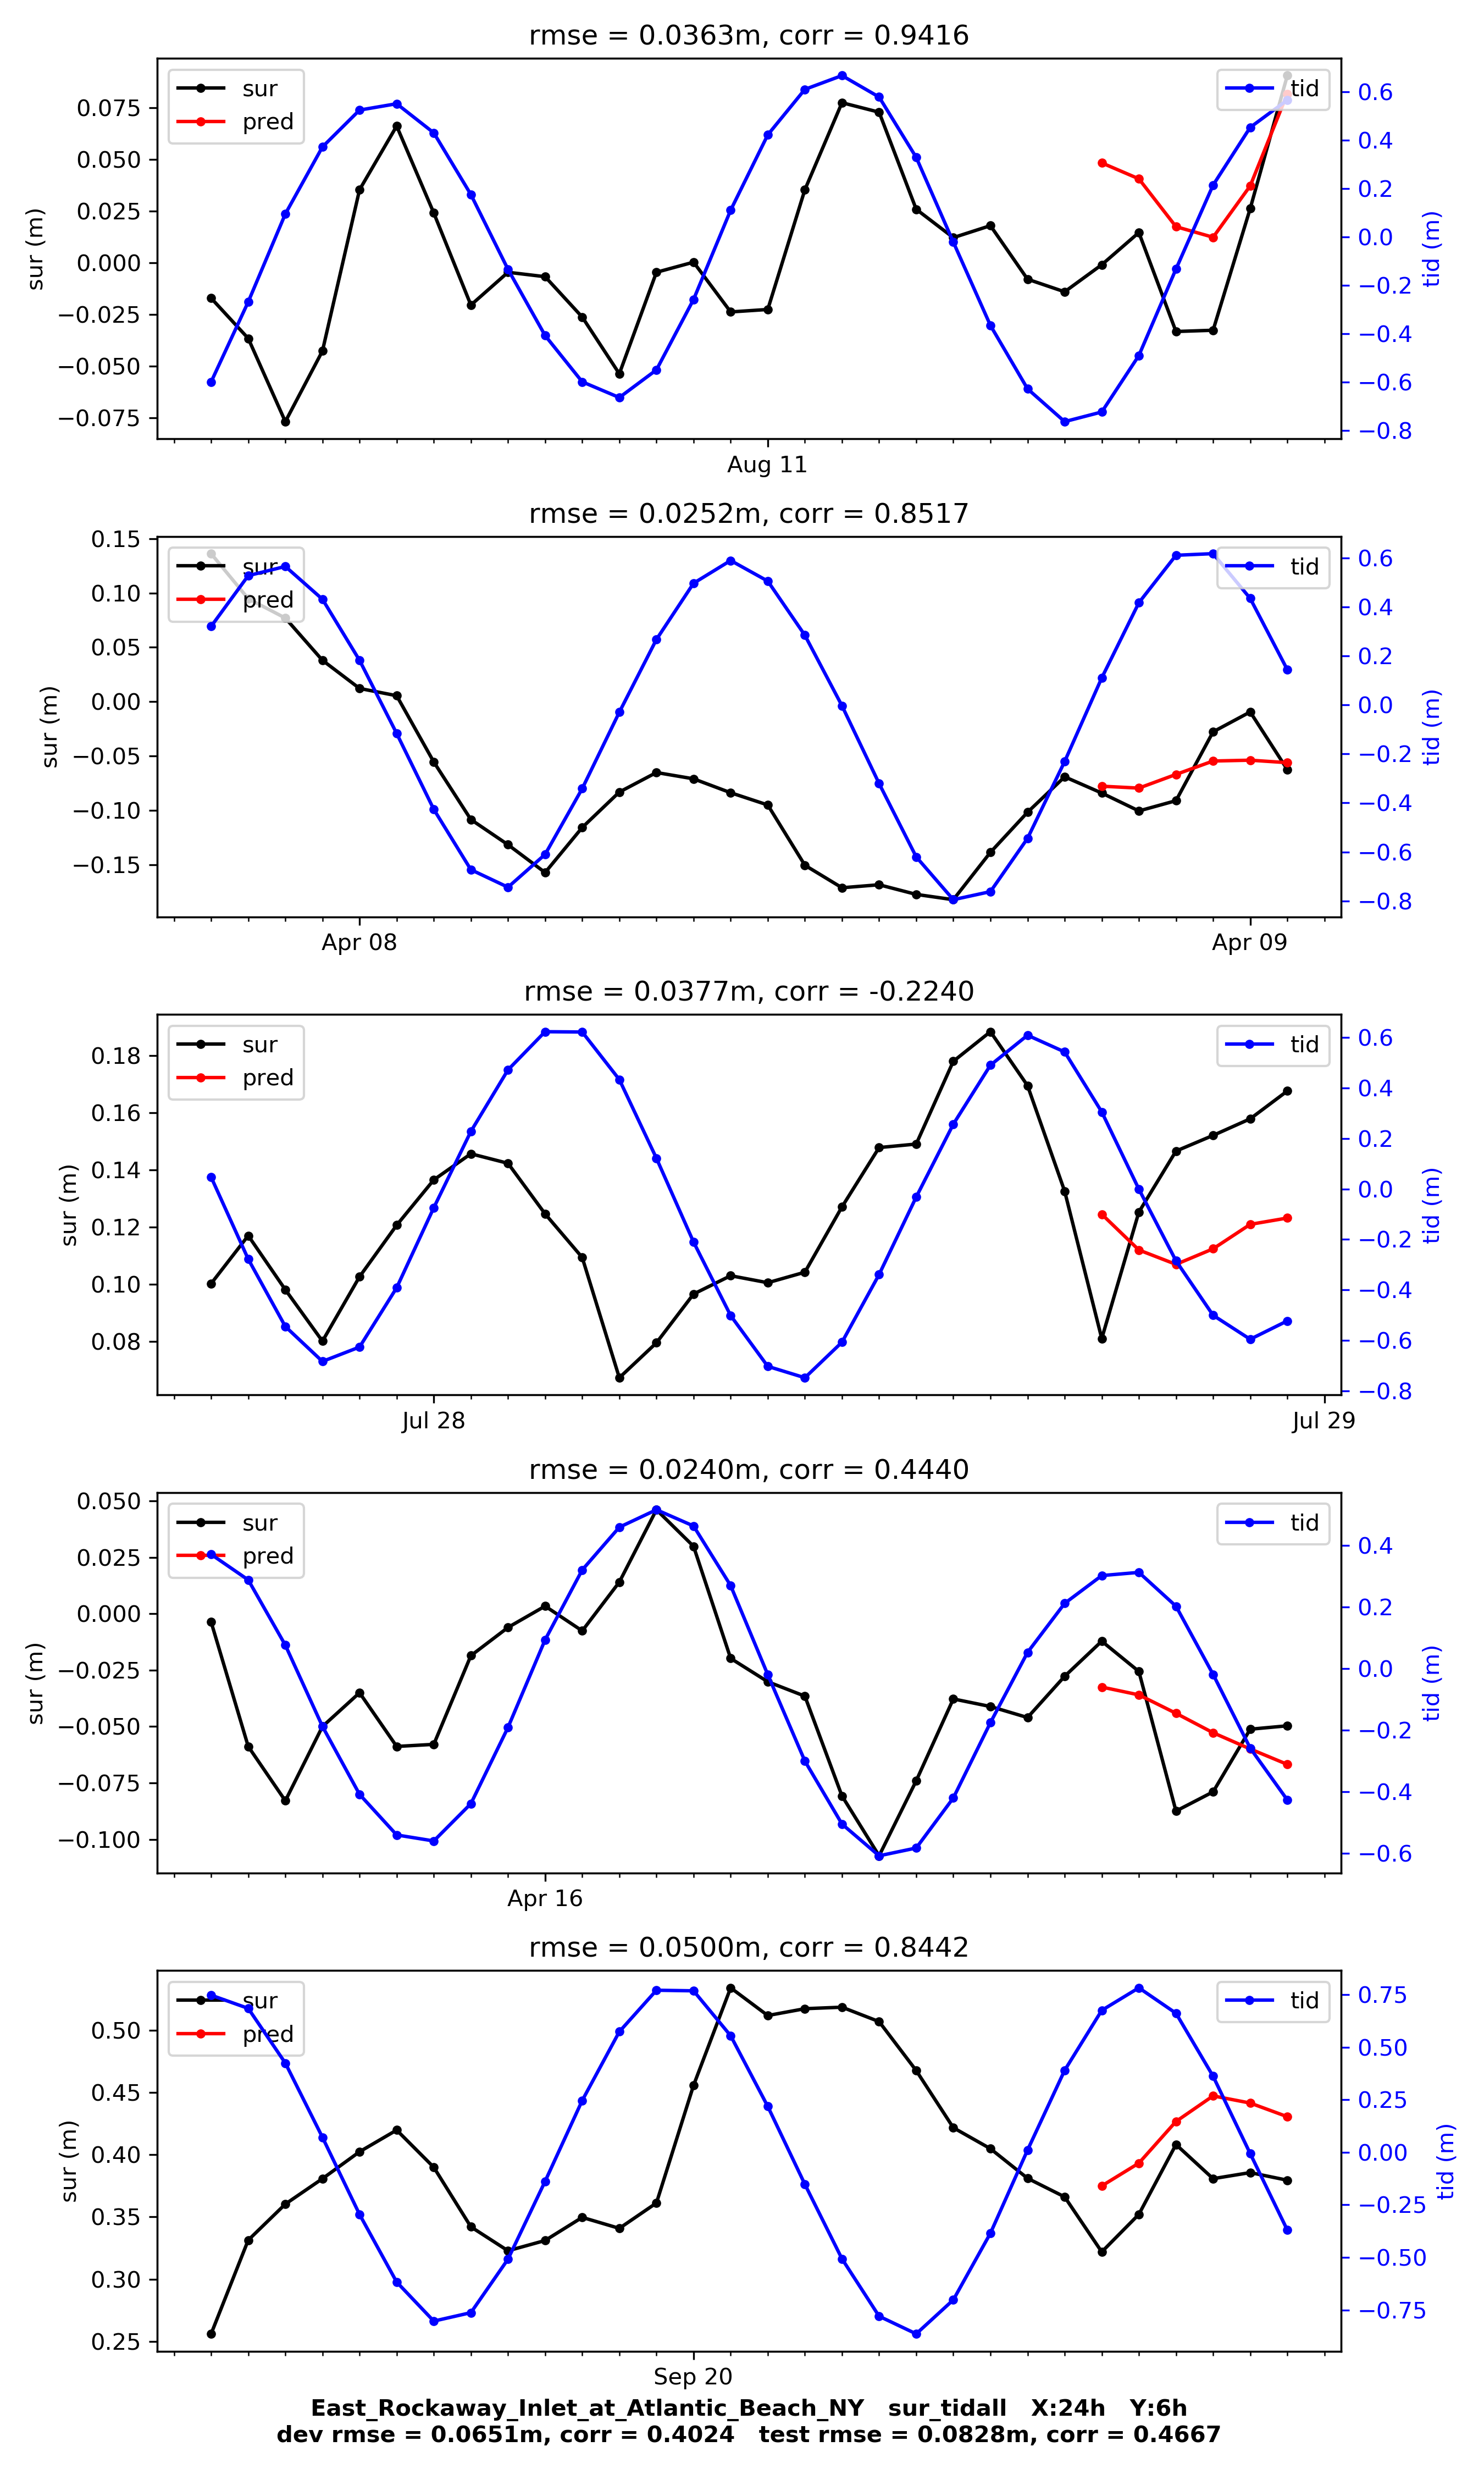 rmse = 0.0363m, corr = 0.9416
sur
pred
tid
0.075
0.050
0.025
0.000
−0.025
−0.050
−0.075
sur (m)
0.6
0.4
0.2
0.0
−0.2
−0.4
−0.6
−0.8
tid (m)
Aug 11
rmse = 0.0252m, corr = 0.8517
sur
pred
tid
0.15
0.10
0.05
0.00
−0.05
−0.10
−0.15
sur (m)
0.6
0.4
0.2
0.0
−0.2
−0.4
−0.6
−0.8
tid (m)
Apr 08
Apr 09
rmse = 0.0377m, corr = -0.2240
sur
pred
tid
0.18
0.16
0.14
0.12
0.10
0.08
sur (m)
0.6
0.4
0.2
0.0
−0.2
−0.4
−0.6
−0.8
tid (m)
Jul 28
Jul 29
rmse = 0.0240m, corr = 0.4440
sur
pred
tid
0.050
0.025
0.000
−0.025
−0.050
−0.075
−0.100
sur (m)
0.4
0.2
0.0
−0.2
−0.4
−0.6
tid (m)
Apr 16
rmse = 0.0500m, corr = 0.8442
sur
pred
tid
0.50
0.45
0.40
0.35
0.30
0.25
sur (m)
0.75
0.50
0.25
0.00
−0.25
−0.50
−0.75
tid (m)
Sep 20
East_Rockaway_Inlet_at_Atlantic_Beach_NY   sur_tidall   X:24h   Y:6h
dev rmse = 0.0651m, corr = 0.4024   test rmse = 0.0828m, corr = 0.4667